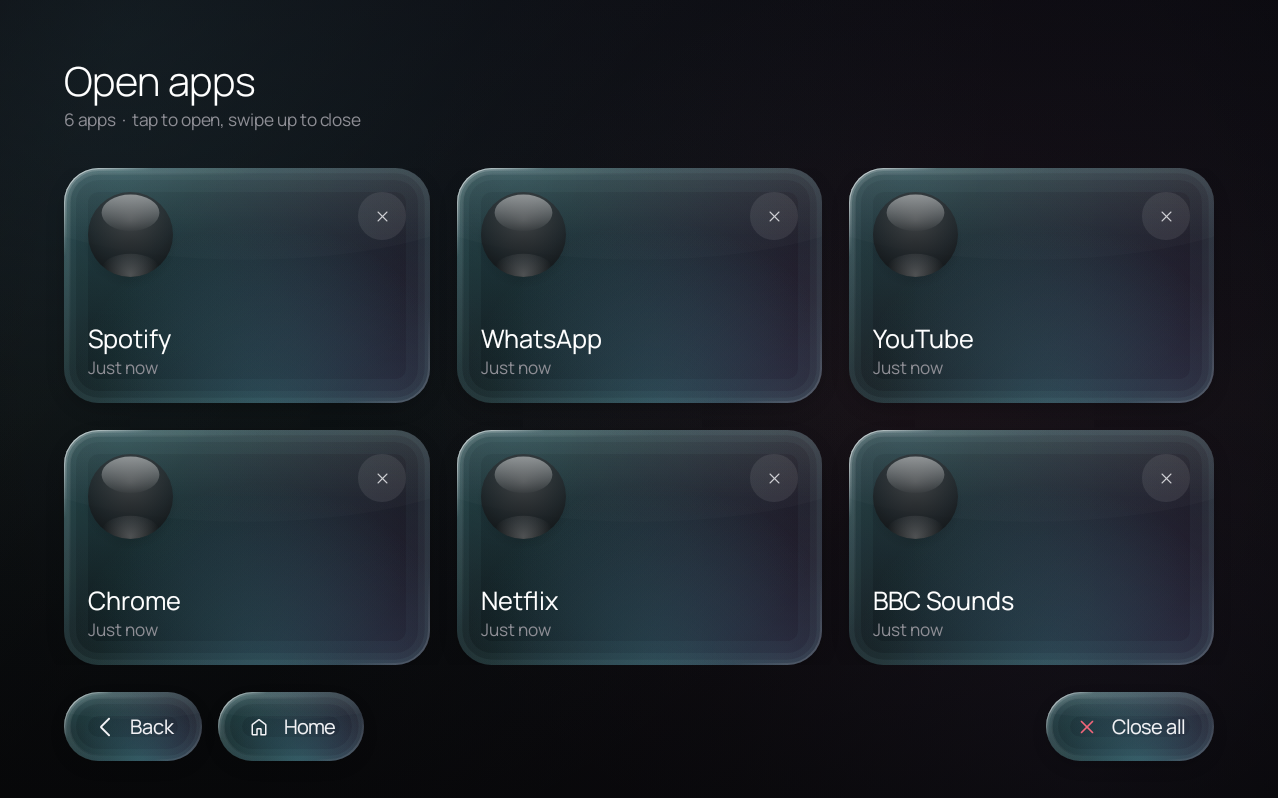 Open apps
6 apps · tap to open, swipe up to close
Spotify
Just now
WhatsApp
Just now
YouTube
Just now
Chrome
Just now
Netflix
Just now
BBC Sounds
Just now
Back
Home
Close all